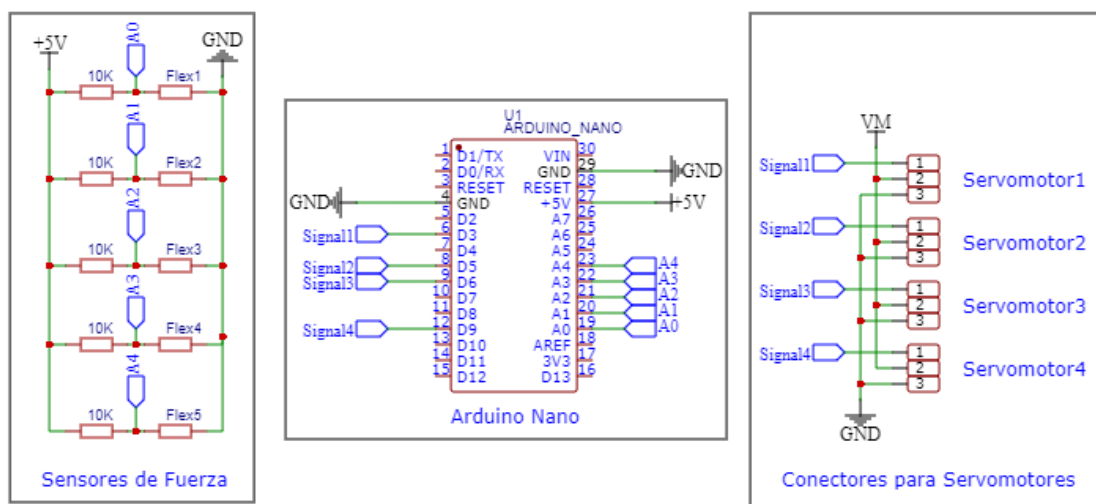 +5V
A0
GND
10K
Flex1
A1
10K
Flex2
A2
10K
Flex3
A3
10K
Flex4
A4
10K
Flex5
Sensores de Fuerza
U1
ARDUINO_NANO
1 D1/TX VIN 30
2 D0/RX GND 29
3 RESET RESET 28
4 GND +5V 27
5 D2 A7 26
6 D3 A6 25
7 D4 A5 24
8 D5 A4 23
9 D6 A3 22
10 D7 A2 21
11 D8 A1 20
12 D9 A0 19
13 D10 AREF 18
14 D11 3V3 17
15 D12 D13 16
GND
Signal1
Signal2
Signal3
Signal4
GND
+5V
A4
A3
A2
A1
A0
Arduino Nano
VM
Signal1
1
2
3
Servomotor1
Signal2
1
2
3
Servomotor2
Signal3
1
2
3
Servomotor3
Signal4
1
2
3
Servomotor4
GND
Conectores para Servomotores